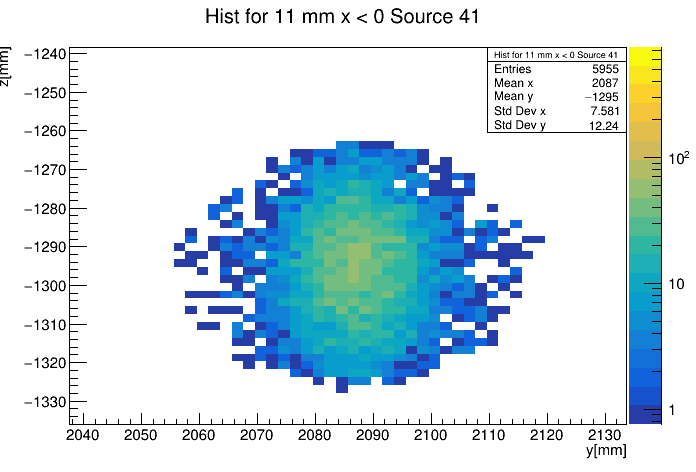 Hist for 11 mm x < 0 Source 41
z[mm]
Hist for 11 mm x < 0 Source 41
Entries 5955
Mean x 2087
Mean y −1295
Std Dev x 7.581
Std Dev y 12.24
−1240
−1250
−1260
−1270
−1280
−1290
−1300
−1310
−1320
−1330
2040 2050 2060 2070 2080 2090 2100 2110 2120 2130
y[mm]
10²
10
1